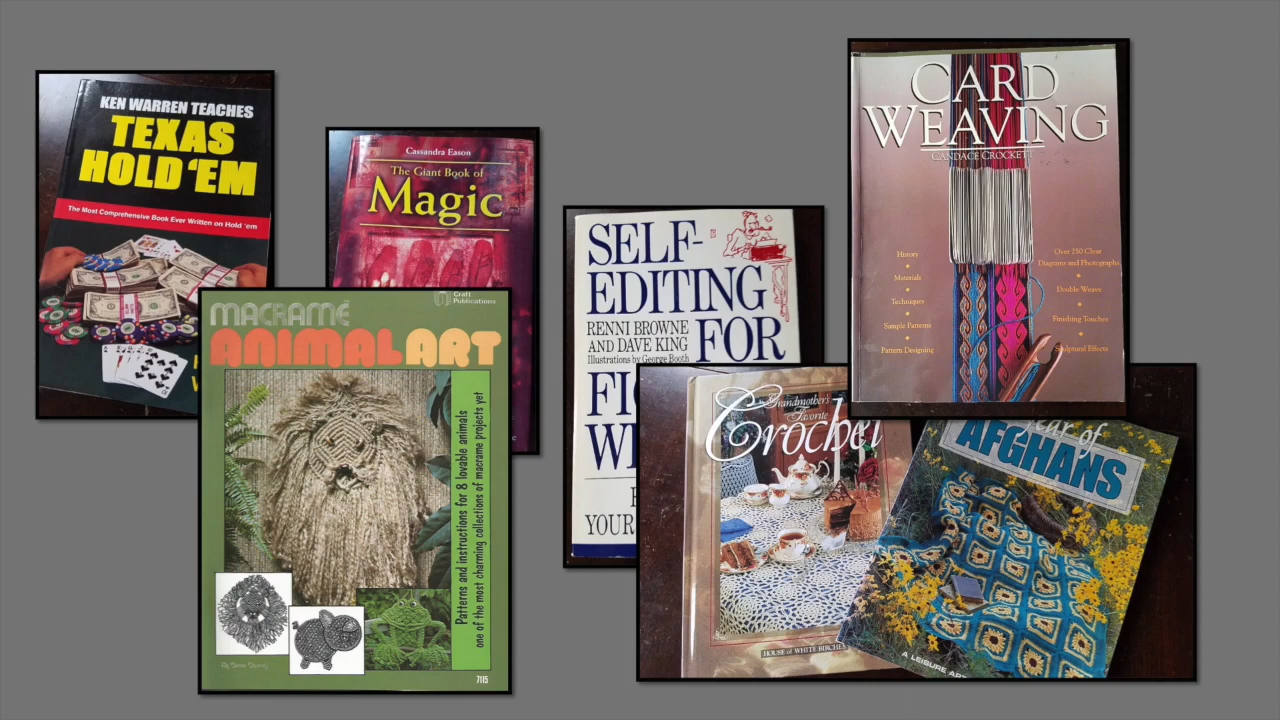 KEN WARREN TEACHES
TEXAS
HOLD 'EM
The Most Comprehensive Book Ever Written on Hold 'em
Cassandra Eason
The Giant Book of
Magic
Craft
Publications
MACRAMÉ
ANIMAL ART
Patterns and instructions for 8 lovable animals
one of the most charming collections of macrame projects yet
7115
SELF-
EDITING
RENNI BROWNE
AND DAVE KING
Illustrations by George Booth
FOR
YOUR
CARD
WEAVING
CANDACE CROCKETT
History
Materials
Techniques
Sample Patterns
Pattern Designing
Over 250 Clear
Diagrams and Photographs
Double Weave
Finishing Touches
Sculptural Effects
Grandmother's
Favorite
Crochet
HOUSE of WHITE BIRCHES
Year of
AFGHANS
A LEISURE ART